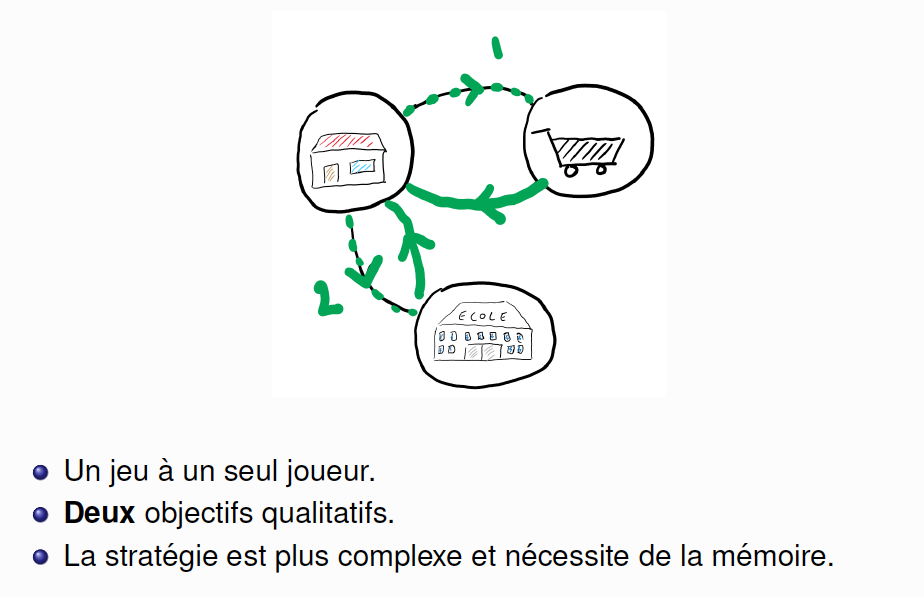 1
2
ECOLE
Un jeu à un seul joueur.
Deux objectifs qualitatifs.
La stratégie est plus complexe et nécessite de la mémoire.